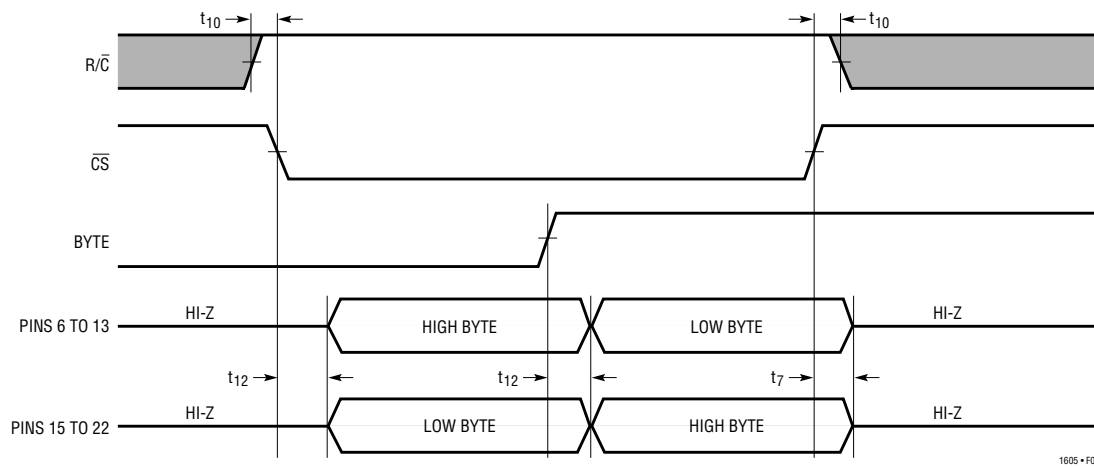 t10 t10
R/C̅
C̅S̅
BYTE
HI-Z HIGH BYTE LOW BYTE HI-Z
PINS 6 TO 13
t12 t12 t7
HI-Z LOW BYTE HIGH BYTE HI-Z
PINS 15 TO 22
1605 • F0